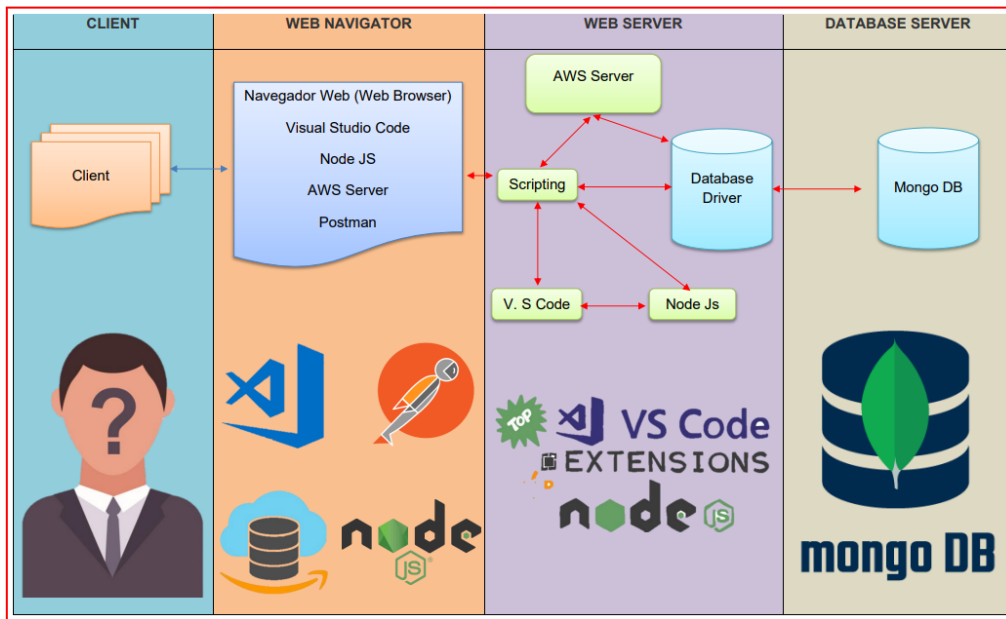 CLIENT
WEB NAVIGATOR
WEB SERVER
DATABASE SERVER
Client
Navegador Web (Web Browser)
Visual Studio Code
Node JS
AWS Server
Postman
AWS Server
Scripting
Database
Driver
V. S Code
Node Js
Mongo DB
?
node
JS
TOP
VS Code
EXTENSIONS
node JS
mongo DB